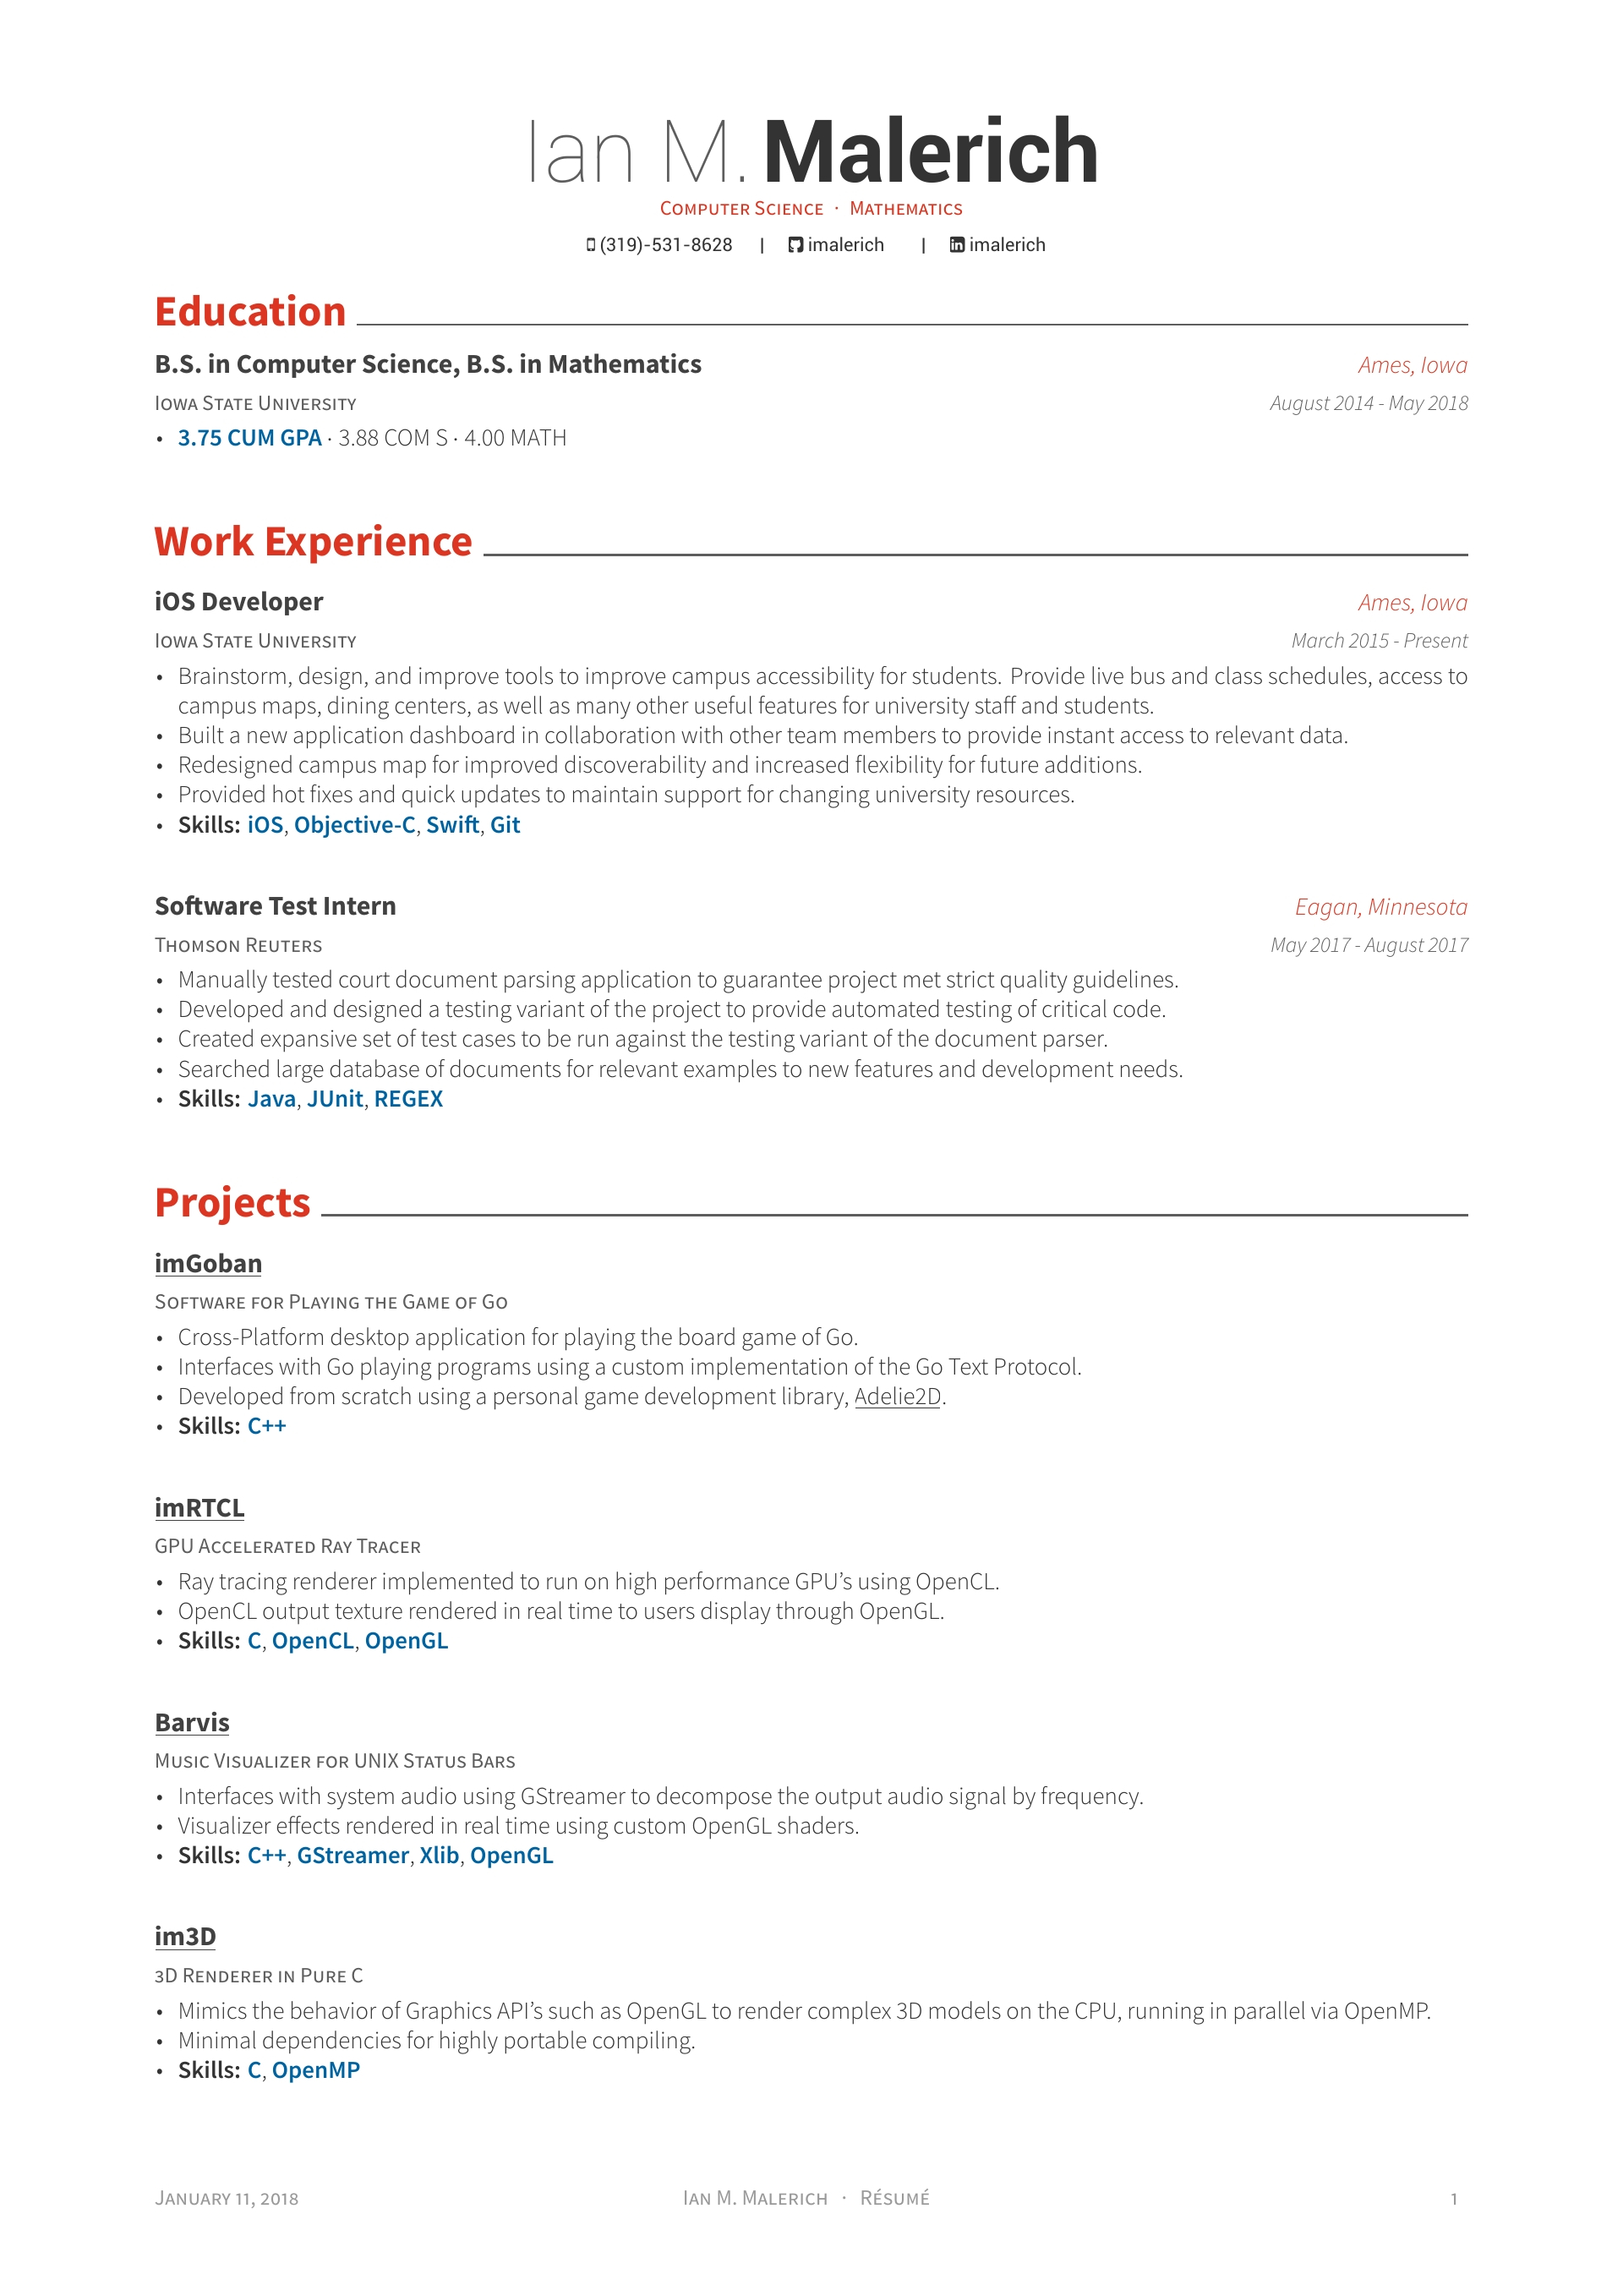 Ian M. Malerich
Computer Science · Mathematics
(319)-531-8628 | imalerich | imalerich
Education
B.S. in Computer Science, B.S. in Mathematics Ames, Iowa
Iowa State University August 2014 - May 2018
• 3.75 CUM GPA · 3.88 COM S · 4.00 MATH
Work Experience
iOS Developer Ames, Iowa
Iowa State University March 2015 - Present
• Brainstorm, design, and improve tools to improve campus accessibility for students. Provide live bus and class schedules, access to
campus maps, dining centers, as well as many other useful features for university staff and students.
• Built a new application dashboard in collaboration with other team members to provide instant access to relevant data.
• Redesigned campus map for improved discoverability and increased flexibility for future additions.
• Provided hot fixes and quick updates to maintain support for changing university resources.
• Skills: iOS, Objective-C, Swift, Git
Software Test Intern Eagan, Minnesota
Thomson Reuters May 2017 - August 2017
• Manually tested court document parsing application to guarantee project met strict quality guidelines.
• Developed and designed a testing variant of the project to provide automated testing of critical code.
• Created expansive set of test cases to be run against the testing variant of the document parser.
• Searched large database of documents for relevant examples to new features and development needs.
• Skills: Java, JUnit, REGEX
Projects
imGoban
Software for Playing the Game of Go
• Cross-Platform desktop application for playing the board game of Go.
• Interfaces with Go playing programs using a custom implementation of the Go Text Protocol.
• Developed from scratch using a personal game development library, Adelie2D.
• Skills: C++
imRTCL
GPU Accelerated Ray Tracer
• Ray tracing renderer implemented to run on high performance GPU's using OpenCL.
• OpenCL output texture rendered in real time to users display through OpenGL.
• Skills: C, OpenCL, OpenGL
Barvis
Music Visualizer for UNIX Status Bars
• Interfaces with system audio using GStreamer to decompose the output audio signal by frequency.
• Visualizer effects rendered in real time using custom OpenGL shaders.
• Skills: C++, GStreamer, Xlib, OpenGL
im3D
3D Renderer in Pure C
• Mimics the behavior of Graphics API's such as OpenGL to render complex 3D models on the CPU, running in parallel via OpenMP.
• Minimal dependencies for highly portable compiling.
• Skills: C, OpenMP
January 11, 2018 Ian M. Malerich · Résumé 1